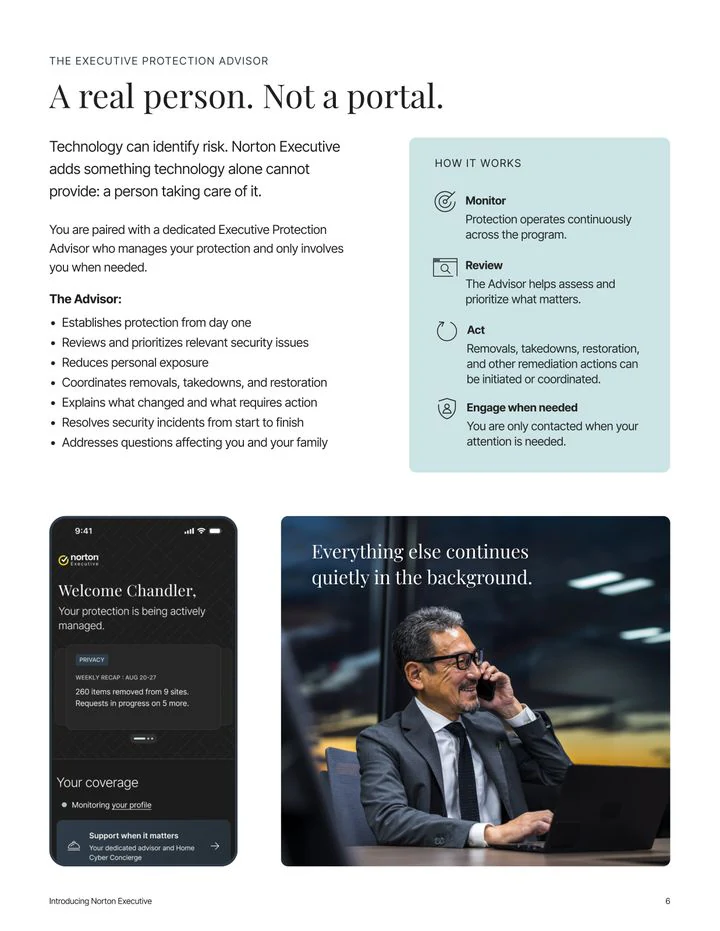 THE EXECUTIVE PROTECTION ADVISOR
A real person. Not a portal.
Technology can identify risk. Norton Executive
adds something technology alone cannot
provide: a person taking care of it.
You are paired with a dedicated Executive Protection
Advisor who manages your protection and only involves
you when needed.
The Advisor:
• Establishes protection from day one
• Reviews and prioritizes relevant security issues
• Reduces personal exposure
• Coordinates removals, takedowns, and restoration
• Explains what changed and what requires action
• Resolves security incidents from start to finish
• Addresses questions affecting you and your family
HOW IT WORKS
Monitor
Protection operates continuously
across the program.
Review
The Advisor helps assess and
prioritize what matters.
Act
Removals, takedowns, restoration,
and other remediation actions can
be initiated or coordinated.
Engage when needed
You are only contacted when your
attention is needed.
9:41
norton
Executive
Welcome Chandler,
Your protection is being actively
managed.
PRIVACY
WEEKLY RECAP : AUG 20-27
260 items removed from 9 sites.
Requests in progress on 5 more.
Your coverage
Monitoring your profile
Support when it matters
Your dedicated advisor and Home
Cyber Concierge
Everything else continues
quietly in the background.
Introducing Norton Executive
6